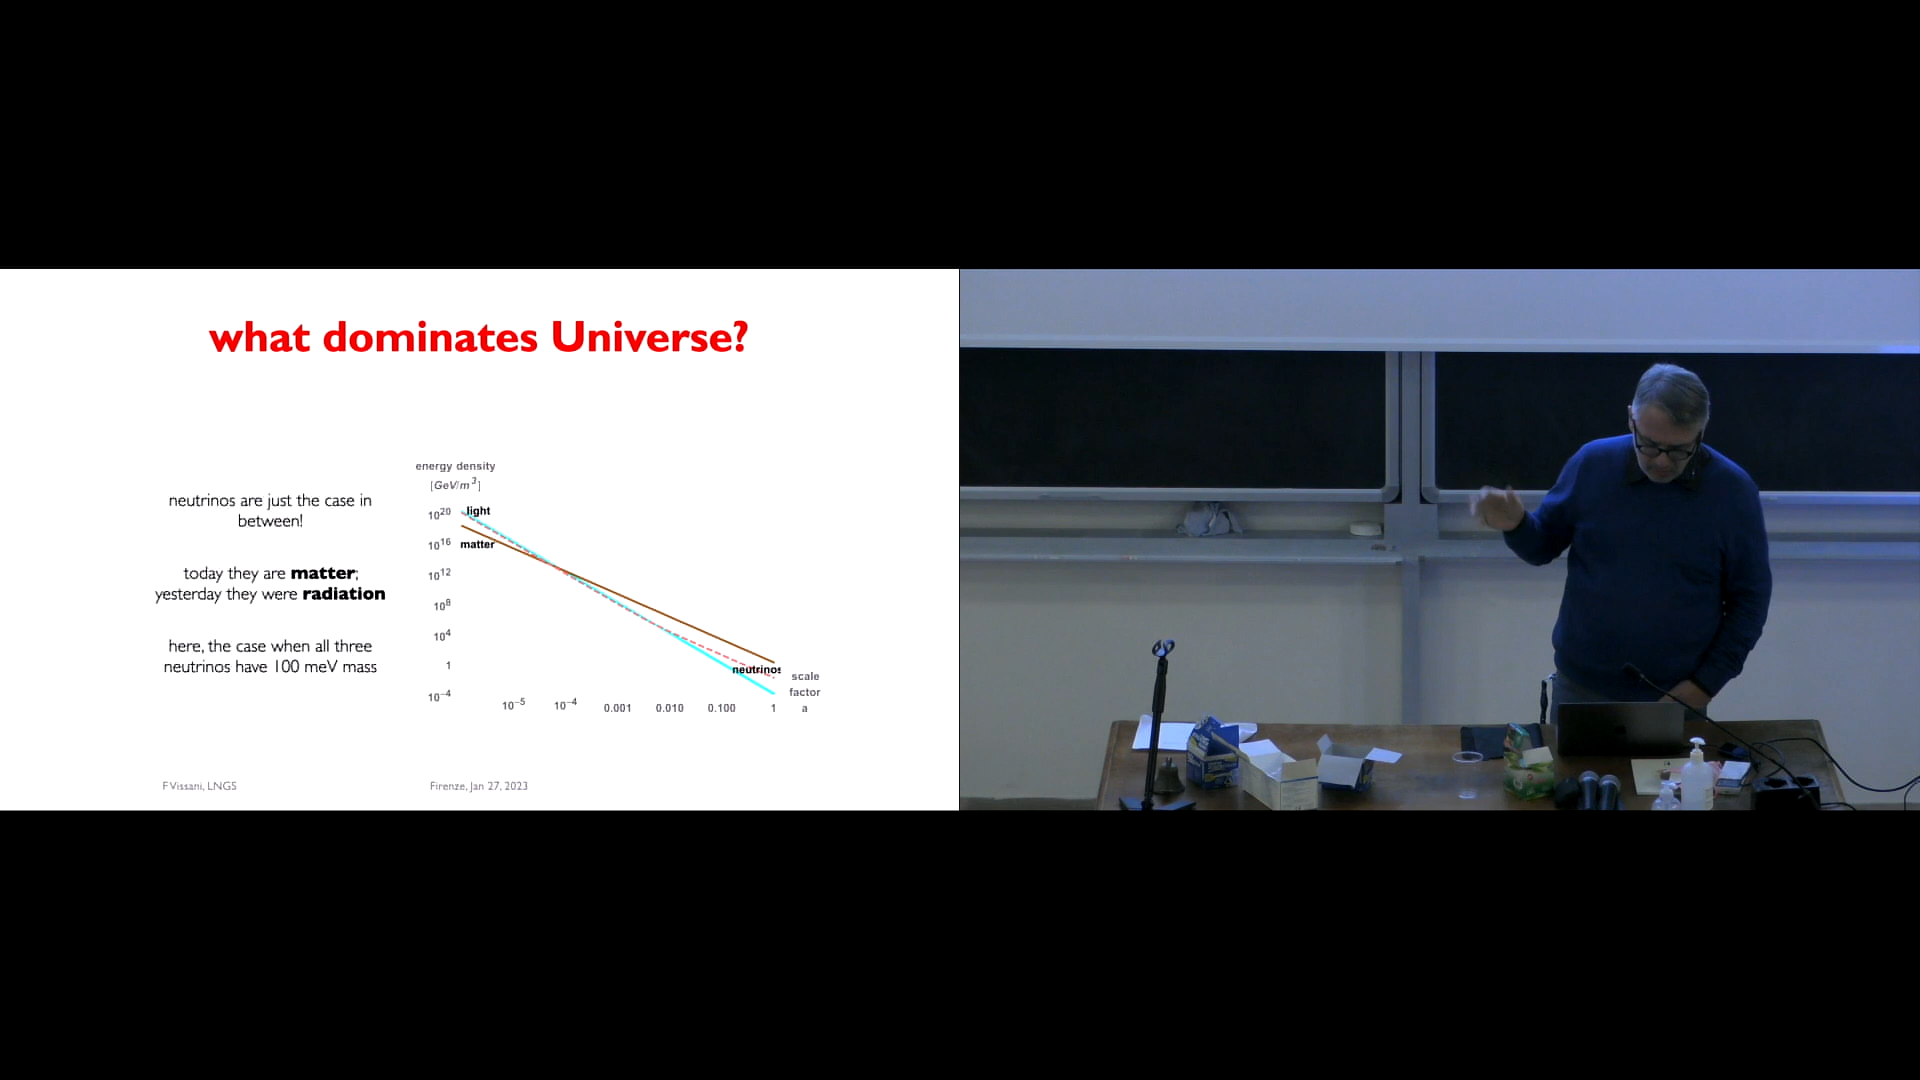 what dominates Universe?
neutrinos are just the case in
between!
today they are matter;
yesterday they were radiation
here, the case when all three
neutrinos have 100 meV mass
energy density
[GeV/m³]
10²⁰
10¹⁶
10¹²
10⁸
10⁴
1
10⁻⁴
light
matter
neutrinos
10⁻⁵ 10⁻⁴ 0.001 0.010 0.100 1
scale
factor
a
F Vissani, LNGS
Firenze, Jan 27, 2023